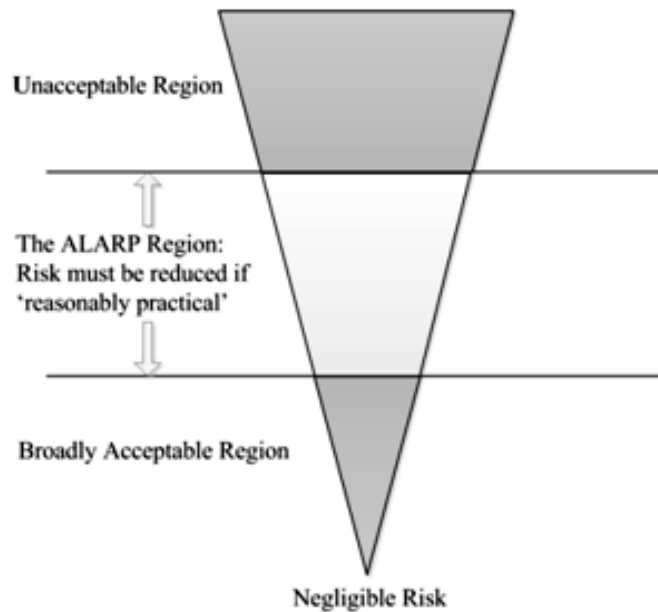 Unacceptable Region
The ALARP Region:
Risk must be reduced if
‘reasonably practical’
Broadly Acceptable Region
Negligible Risk